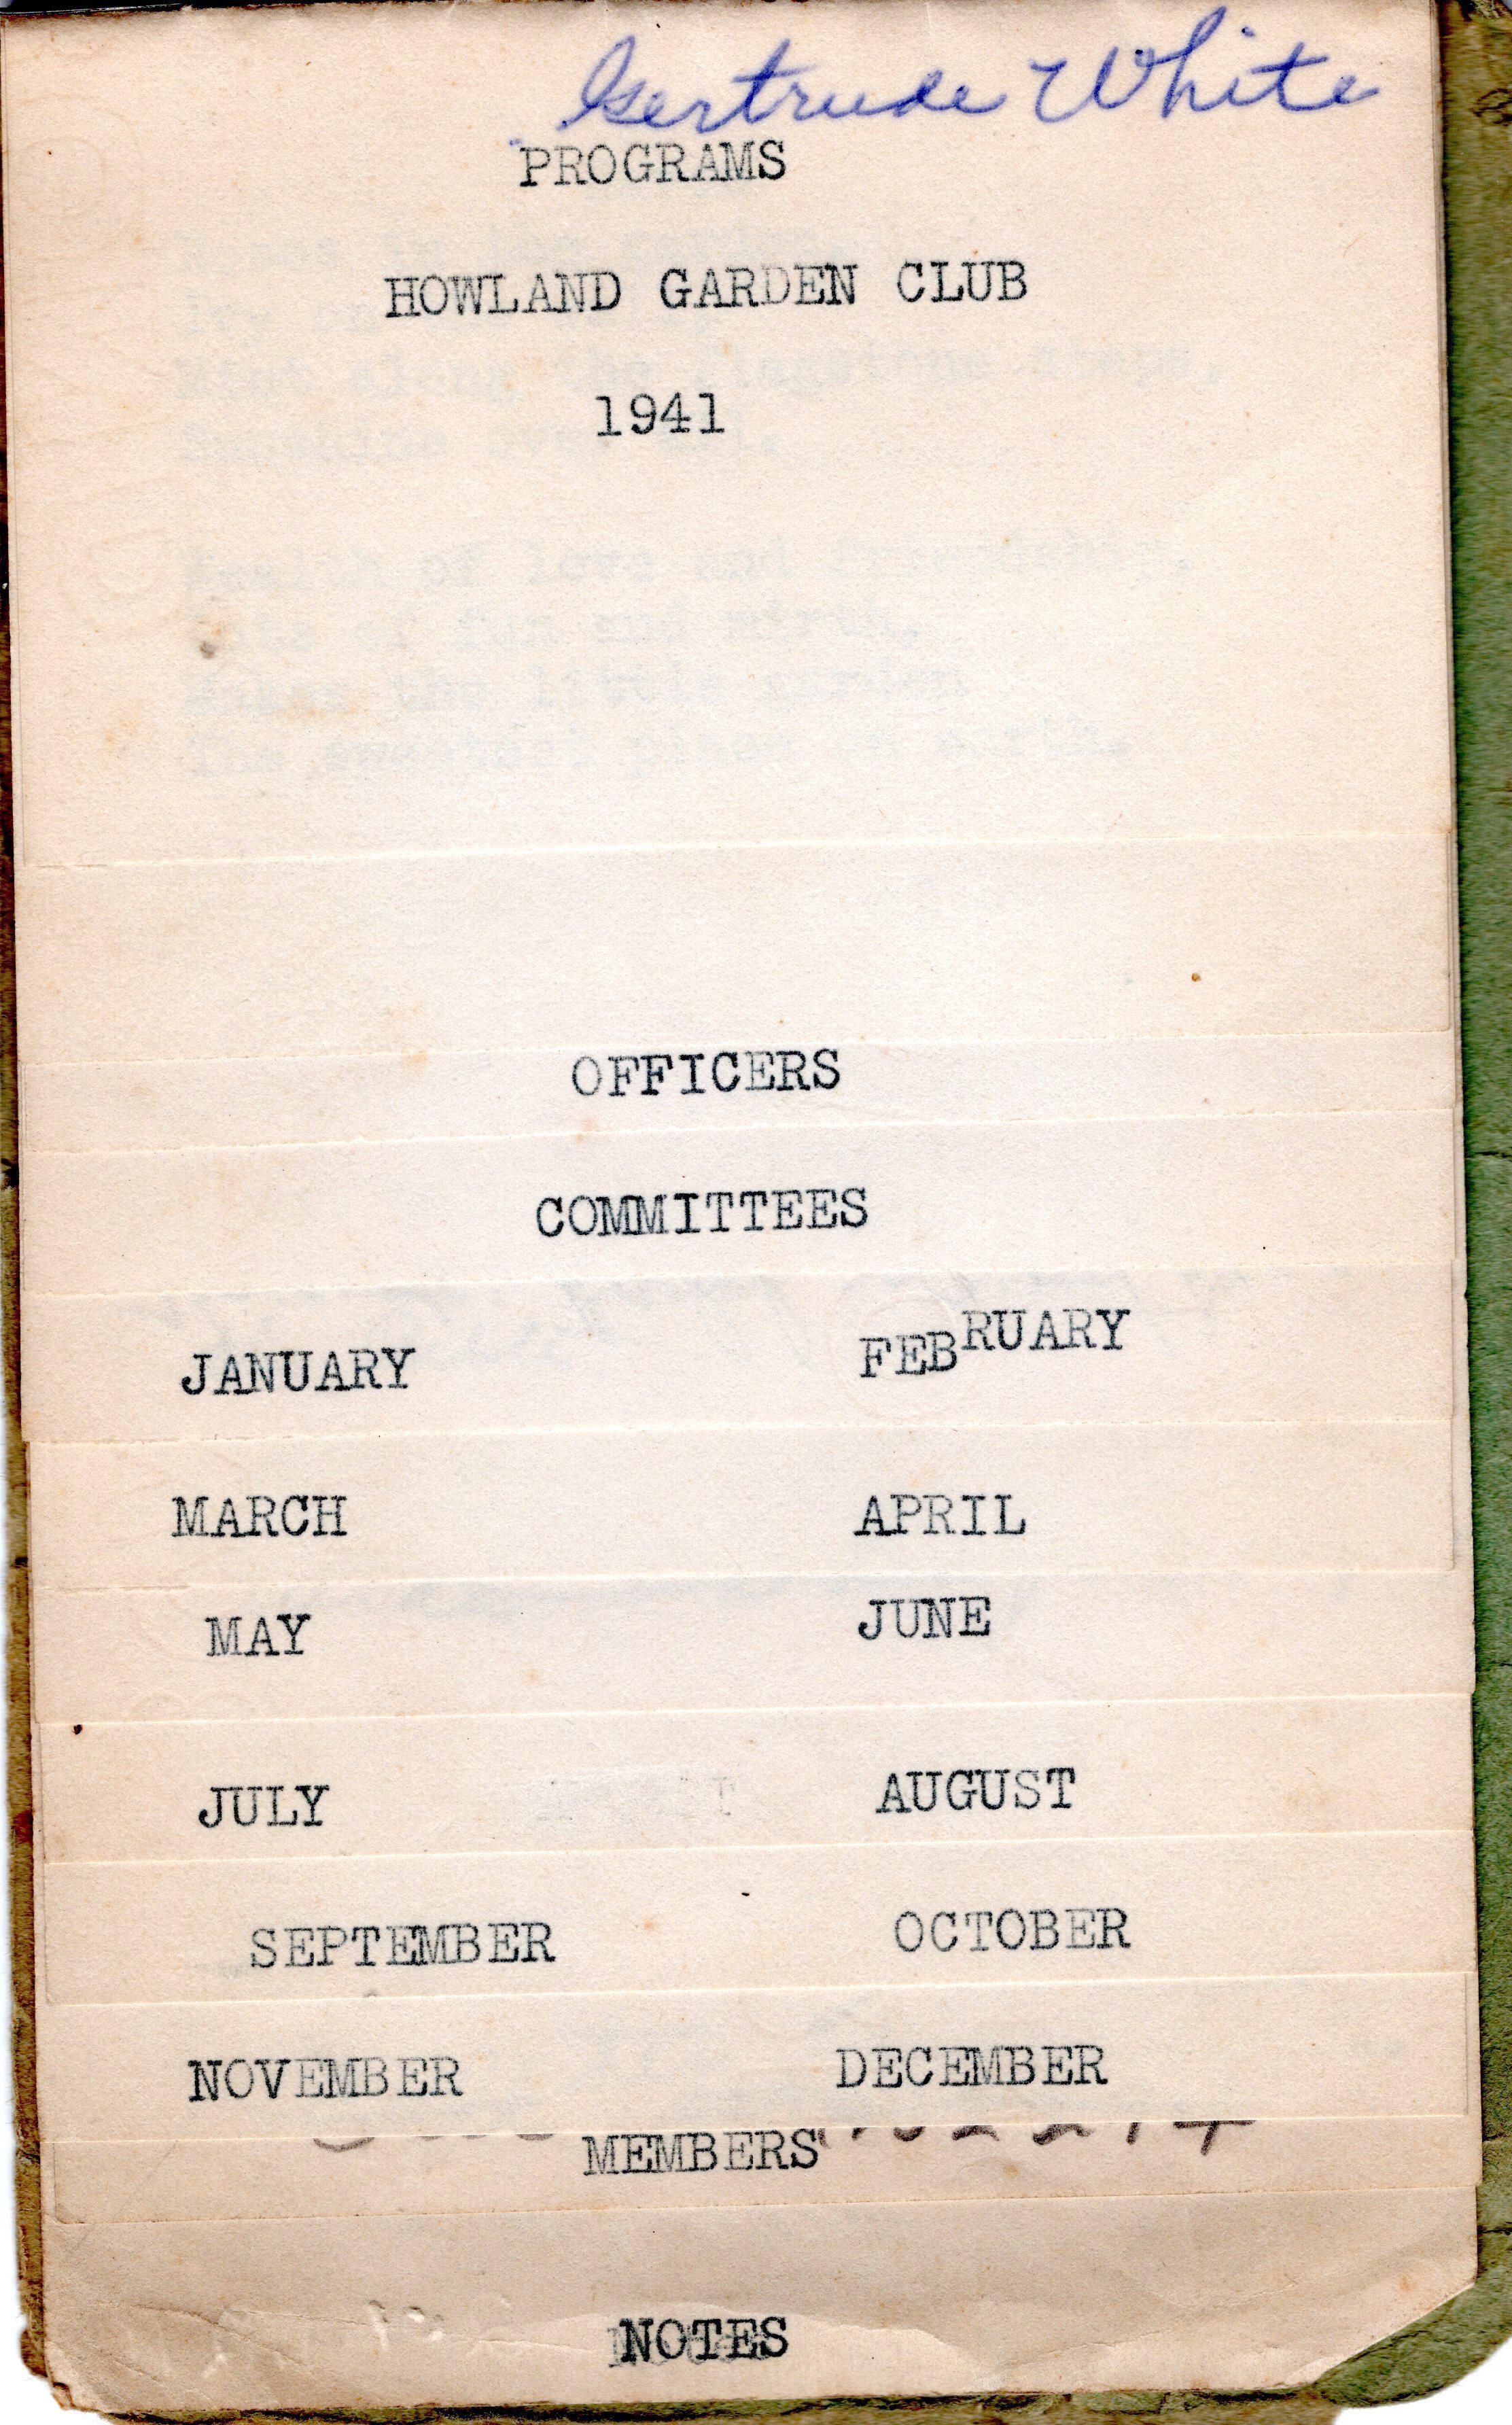 Gertrude White
PROGRAMS
HOWLAND GARDEN CLUB
1941
OFFICERS
COMMITTEES
JANUARY FEBRUARY
MARCH APRIL
MAY JUNE
JULY AUGUST
SEPTEMBER OCTOBER
NOVEMBER DECEMBER
MEMBERS
NOTES